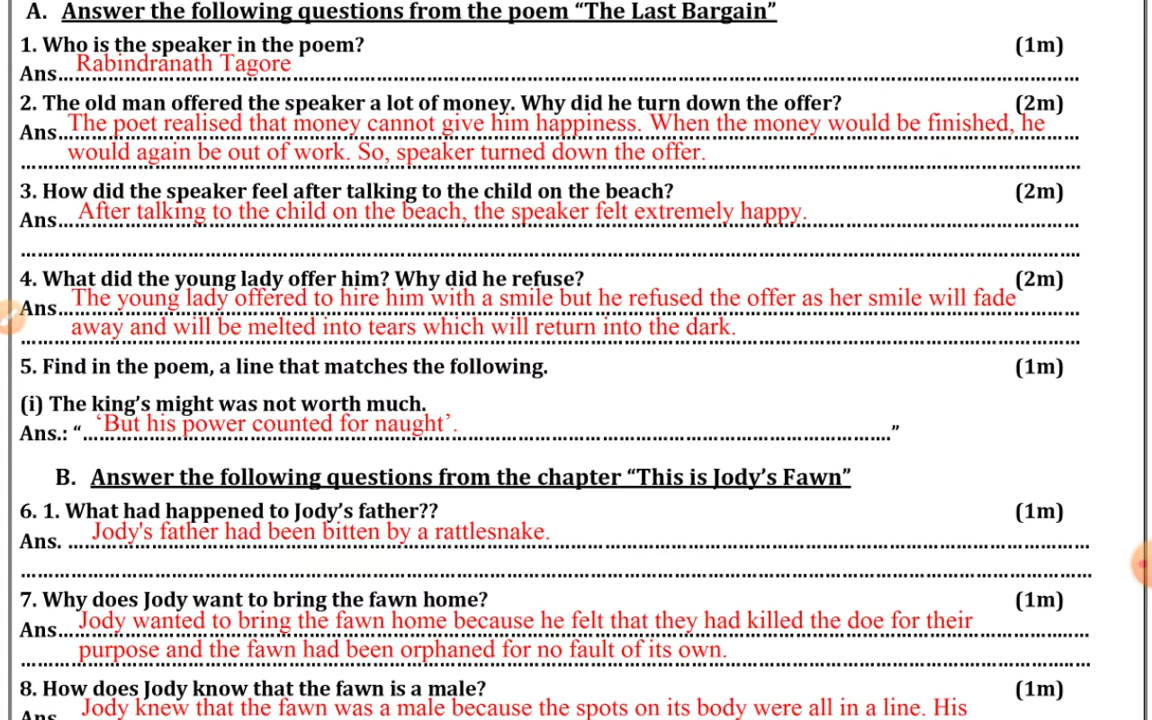 A. Answer the following questions from the poem “The Last Bargain”
1. Who is the speaker in the poem? (1m)
Ans... Rabindranath Tagore
2. The old man offered the speaker a lot of money. Why did he turn down the offer? (2m)
Ans... The poet realised that money cannot give him happiness. When the money would be finished, he
would again be out of work. So, speaker turned down the offer.
3. How did the speaker feel after talking to the child on the beach? (2m)
Ans... After talking to the child on the beach, the speaker felt extremely happy.
4. What did the young lady offer him? Why did he refuse? (2m)
Ans... The young lady offered to hire him with a smile but he refused the offer as her smile will fade
away and will be melted into tears which will return into the dark.
5. Find in the poem, a line that matches the following. (1m)
(i) The king’s might was not worth much.
Ans.: “ ‘But his power counted for naught’. ”
B. Answer the following questions from the chapter “This is Jody’s Fawn”
6. 1. What had happened to Jody’s father?? (1m)
Ans. ... Jody's father had been bitten by a rattlesnake.
7. Why does Jody want to bring the fawn home? (1m)
Ans... Jody wanted to bring the fawn home because he felt that they had killed the doe for their
purpose and the fawn had been orphaned for no fault of its own.
8. How does Jody know that the fawn is a male? (1m)
Ans Jody knew that the fawn was a male because the spots on its body were all in a line. His